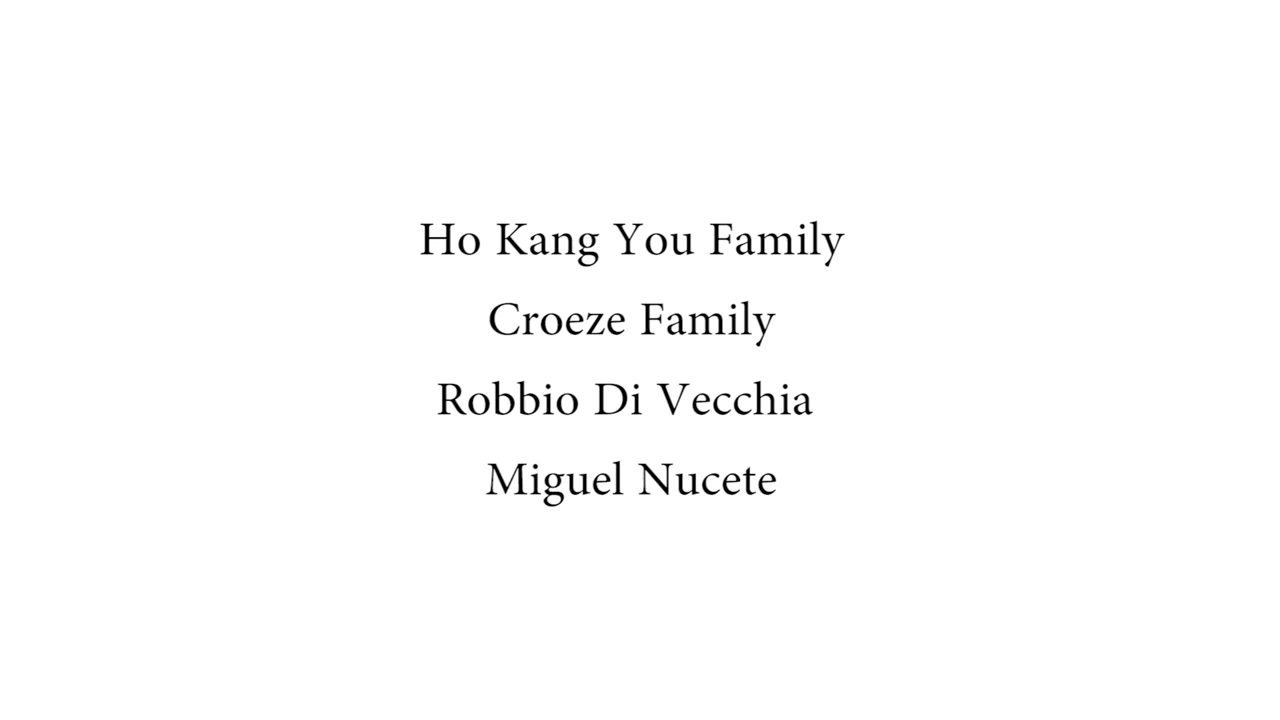 Ho Kang You Family
Croeze Family
Robbio Di Vecchia
Miguel Nucete